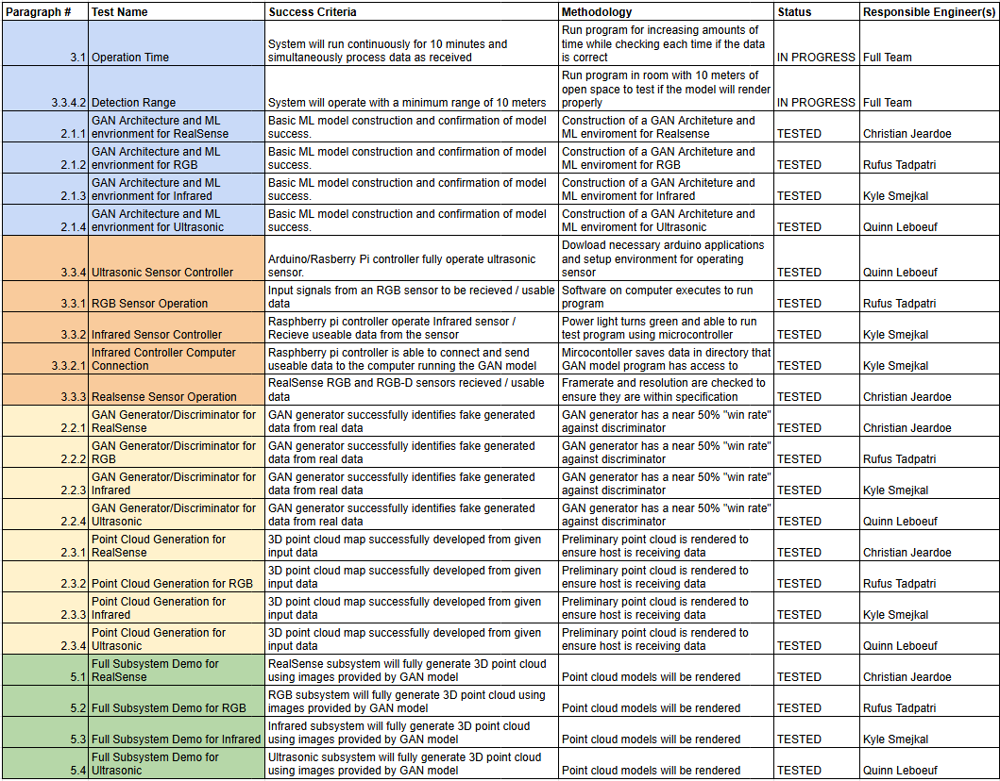 Paragraph # Test Name Success Criteria Methodology Status Responsible Engineer(s)
3.1 Operation Time System will run continuously for 10 minutes and simultaneously process data as received Run program for increasing amounts of time while checking each time if the data is correct IN PROGRESS Full Team
3.3.4.2 Detection Range System will operate with a minimum range of 10 meters Run program in room with 10 meters of open space to test if the model will render properly IN PROGRESS Full Team
2.1.1 GAN Architecture and ML envrionment for RealSense Basic ML model construction and confirmation of model success. Construction of a GAN Architeture and ML enviroment for Realsense TESTED Christian Jeardoe
2.1.2 GAN Architecture and ML envrionment for RGB Basic ML model construction and confirmation of model success. Construction of a GAN Architeture and ML enviroment for RGB TESTED Rufus Tadpatri
2.1.3 GAN Architecture and ML envrionment for Infrared Basic ML model construction and confirmation of model success. Construction of a GAN Architeture and ML enviroment for Infrared TESTED Kyle Smejkal
2.1.4 GAN Architecture and ML envrionment for Ultrasonic Basic ML model construction and confirmation of model success. Construction of a GAN Architeture and ML enviroment for Ultrasonic TESTED Quinn Leboeuf
3.3.4 Ultrasonic Sensor Controller Arduino/Rasberry Pi controller fully operate ultrasonic sensor. Dowload necessary arduino applications and setup environment for operating sensor TESTED Quinn Leboeuf
3.3.1 RGB Sensor Operation Input signals from an RGB sensor to be recieved / usable data Software on computer executes to run program TESTED Rufus Tadpatri
3.3.2 Infrared Sensor Controller Rasphberry pi controller operate Infrared sensor / Recieve useable data from the sensor Power light turns green and able to run test program using microcontroller TESTED Kyle Smejkal
3.3.2.1 Infrared Controller Computer Connection Rasphberry pi controller is able to connect and send useable data to the computer running the GAN model Mircocontoller saves data in directory that GAN model program has access to TESTED Kyle Smejkal
3.3.3 Realsense Sensor Operation RealSense RGB and RGB-D sensors recieved / usable data Framerate and resolution are checked to ensure they are within specification TESTED Christian Jeardoe
2.2.1 GAN Generator/Discriminator for RealSense GAN generator successfully identifies fake generated data from real data GAN generator has a near 50% "win rate" against discriminator TESTED Christian Jeardoe
2.2.2 GAN Generator/Discriminator for RGB GAN generator successfully identifies fake generated data from real data GAN generator has a near 50% "win rate" against discriminator TESTED Rufus Tadpatri
2.2.3 GAN Generator/Discriminator for Infrared GAN generator successfully identifies fake generated data from real data GAN generator has a near 50% "win rate" against discriminator TESTED Kyle Smejkal
2.2.4 GAN Generator/Discriminator for Ultrasonic GAN generator successfully identifies fake generated data from real data GAN generator has a near 50% "win rate" against discriminator TESTED Quinn Leboeuf
2.3.1 Point Cloud Generation for RealSense 3D point cloud map successfully developed from given input data Preliminary point cloud is rendered to ensure host is receiving data TESTED Christian Jeardoe
2.3.2 Point Cloud Generation for RGB 3D point cloud map successfully developed from given input data Preliminary point cloud is rendered to ensure host is receiving data TESTED Rufus Tadpatri
2.3.3 Point Cloud Generation for Infrared 3D point cloud map successfully developed from given input data Preliminary point cloud is rendered to ensure host is receiving data TESTED Kyle Smejkal
2.3.4 Point Cloud Generation for Ultrasonic 3D point cloud map successfully developed from given input data Preliminary point cloud is rendered to ensure host is receiving data TESTED Quinn Leboeuf
5.1 Full Subsystem Demo for RealSense RealSense subsystem will fully generate 3D point cloud using images provided by GAN model Point cloud models will be rendered TESTED Christian Jeardoe
5.2 Full Subsystem Demo for RGB RGB subsystem will fully generate 3D point cloud using images provided by GAN model Point cloud models will be rendered TESTED Rufus Tadpatri
5.3 Full Subsystem Demo for Infrared Infrared subsystem will fully generate 3D point cloud using images provided by GAN model Point cloud models will be rendered TESTED Kyle Smejkal
5.4 Full Subsystem Demo for Ultrasonic Ultrasonic subsystem will fully generate 3D point cloud using images provided by GAN model Point cloud models will be rendered TESTED Quinn Leboeuf